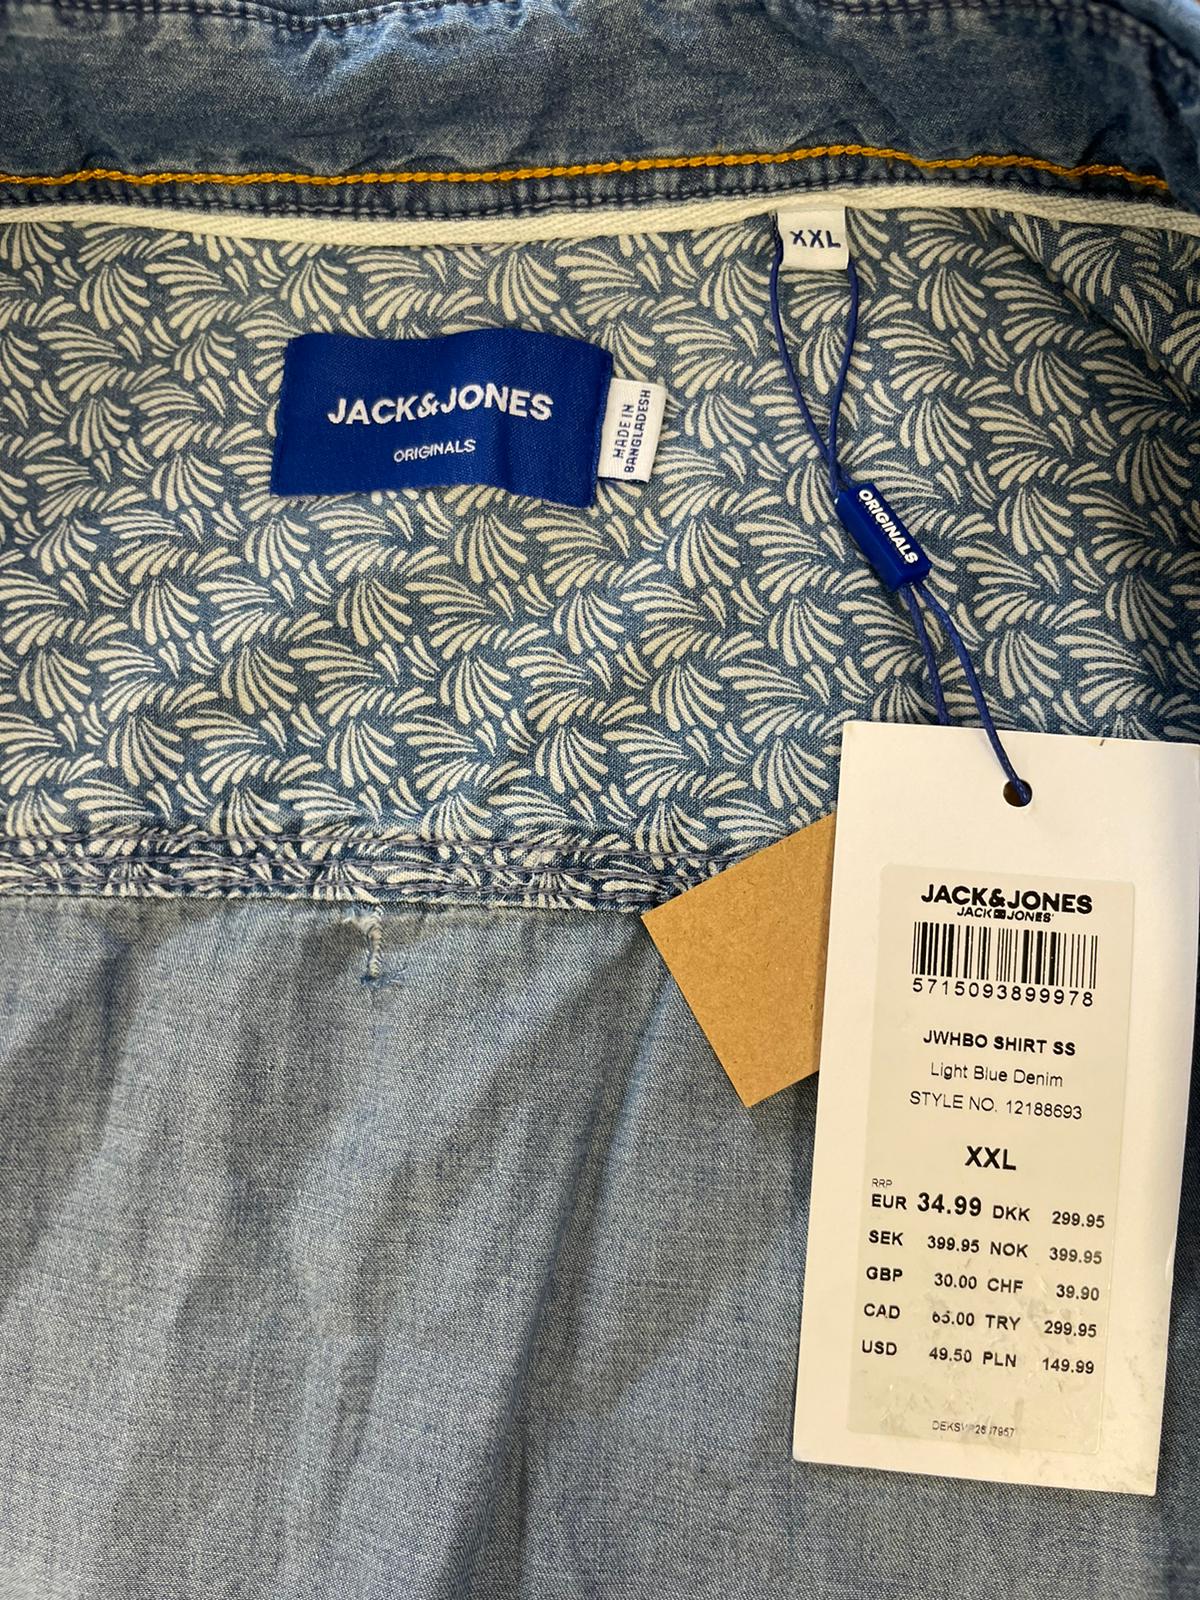 XXL
JACK&JONES
ORIGINALS
MADE IN
BANGLADESH
ORIGINALS
JACK&JONES
JACK JONES
5715093899978
JWHBO SHIRT SS
Light Blue Denim
STYLE NO. 12188693
XXL
RRP
EUR 34.99 DKK 299.95
SEK 399.95 NOK 399.95
GBP 30.00 CHF 39.90
CAD 65.00 TRY 299.95
USD 49.50 PLN 149.99